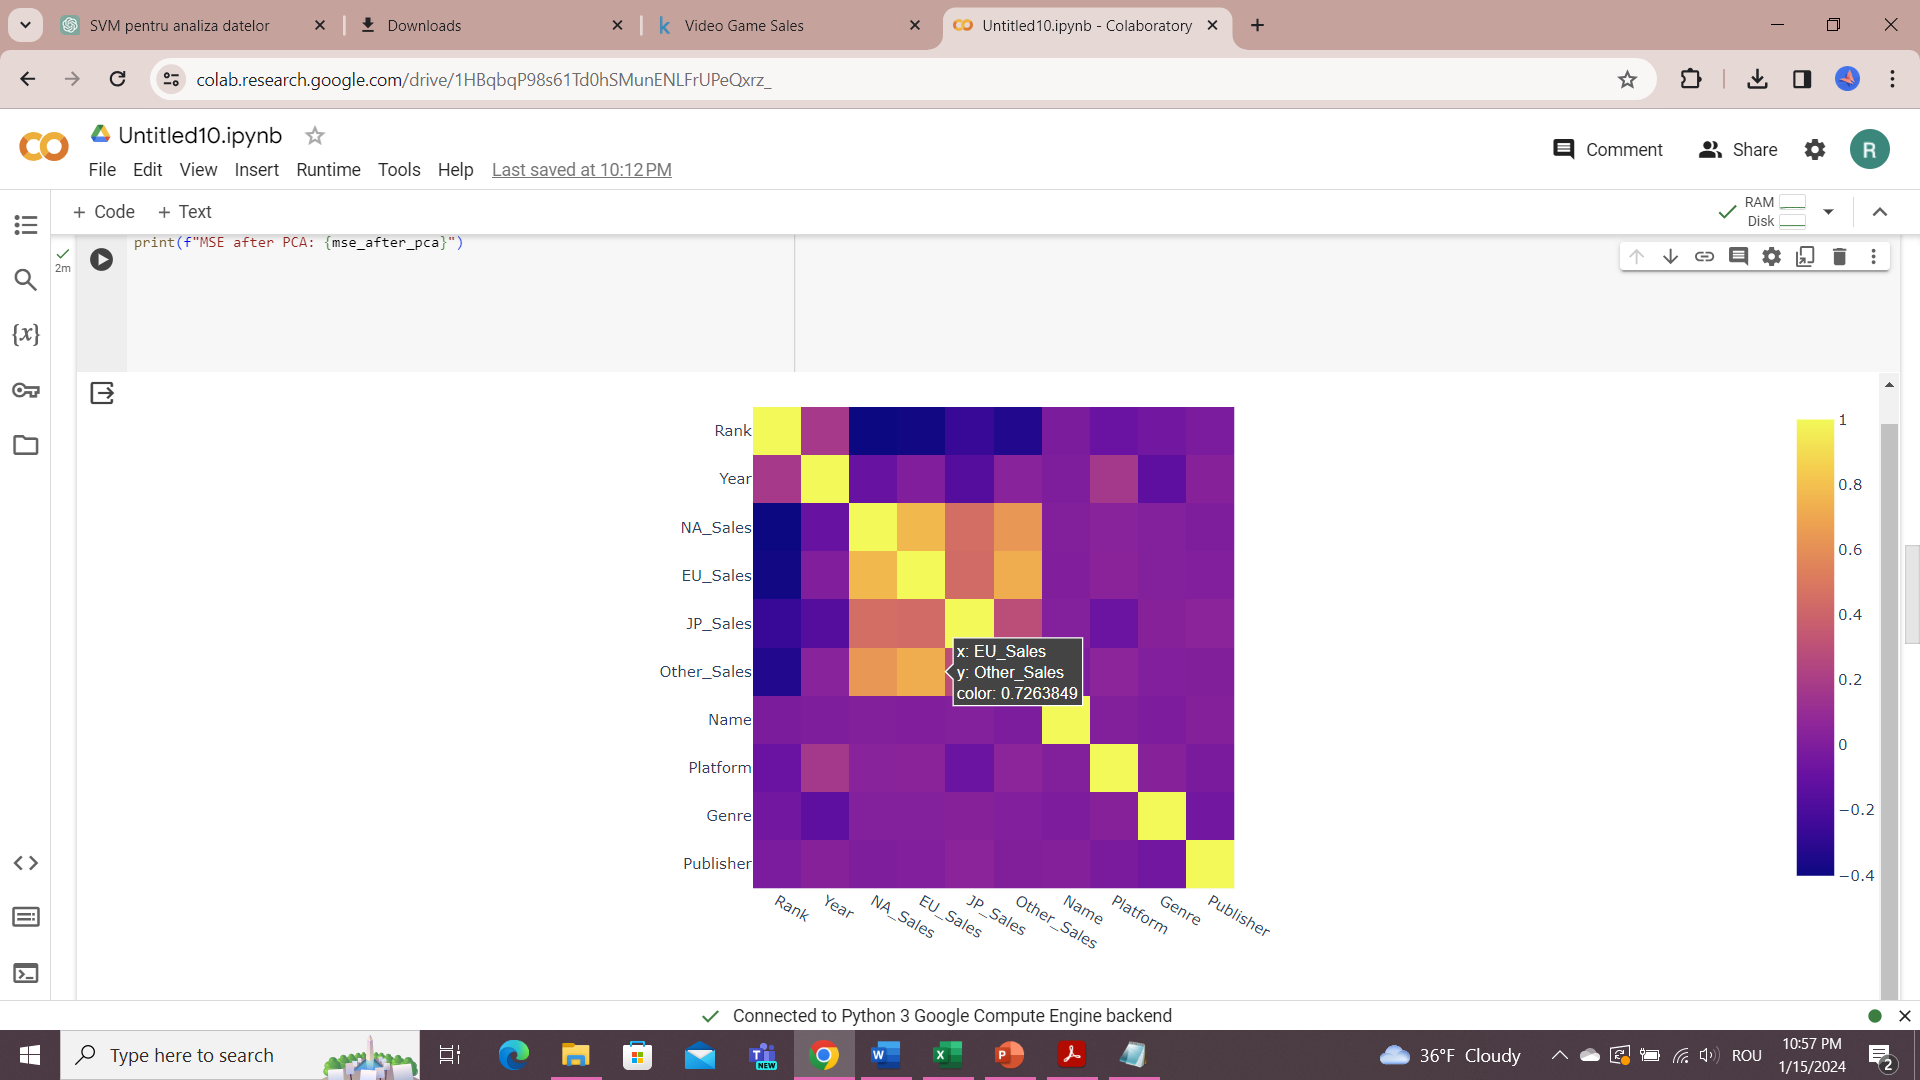 SVM pentru analiza datelor
Downloads
Video Game Sales
Untitled10.ipynb - Colaboratory
colab.research.google.com/drive/1HBqbqP98s61Td0hSMunENLFrUPeQxrz_
Untitled10.ipynb
Comment
Share
R
File Edit View Insert Runtime Tools Help Last saved at 10:12 PM
+ Code + Text
RAM
Disk
print(f"MSE after PCA: {mse_after_pca}")
2m
{x}
Rank
Year
NA_Sales
EU_Sales
JP_Sales
Other_Sales
Name
Platform
Genre
Publisher
x: EU_Sales
y: Other_Sales
color: 0.7263849
Rank Year NA_Sales EU_Sales JP_Sales Other_Sales Name Platform Genre Publisher
1
0.8
0.6
0.4
0.2
0
−0.2
−0.4
Connected to Python 3 Google Compute Engine backend
Type here to search
NEW
36°F Cloudy
ROU
10:57 PM
1/15/2024
2